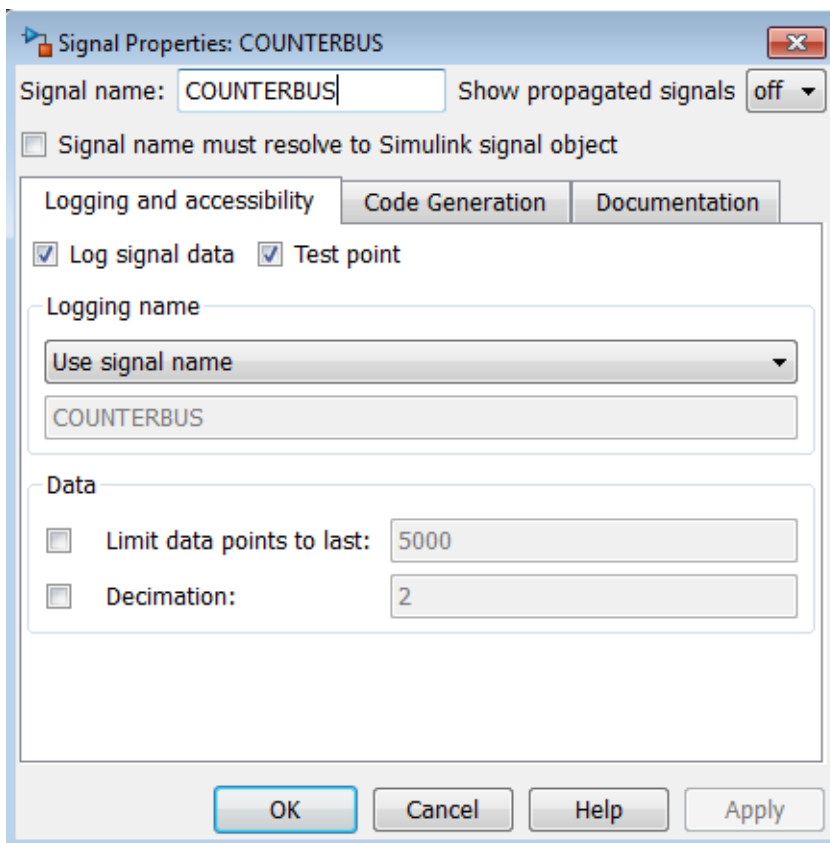 Signal Properties: COUNTERBUS
Signal name: COUNTERBUS Show propagated signals off
Signal name must resolve to Simulink signal object
Logging and accessibility Code Generation Documentation
Log signal data Test point
Logging name
Use signal name
COUNTERBUS
Data
Limit data points to last: 5000
Decimation: 2
OK Cancel Help Apply